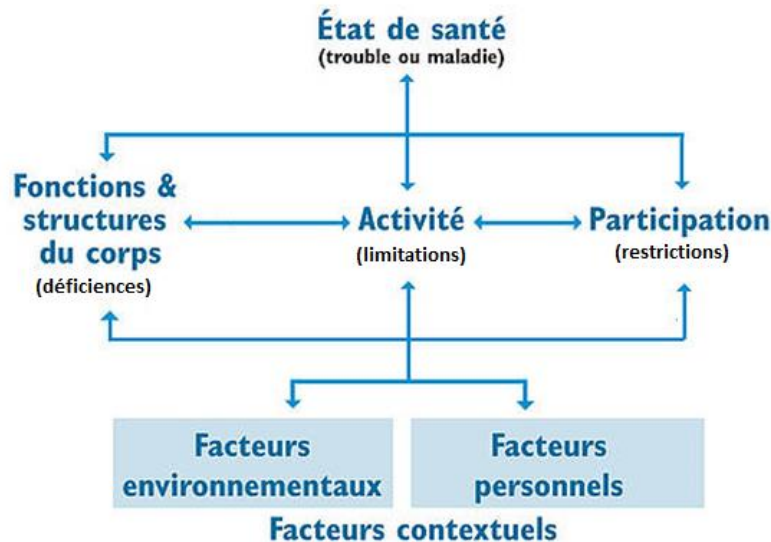 État de santé
(trouble ou maladie)
Fonctions &
structures
du corps
(déficiences)
Activité
(limitations)
Participation
(restrictions)
Facteurs
environnementaux
Facteurs
personnels
Facteurs contextuels